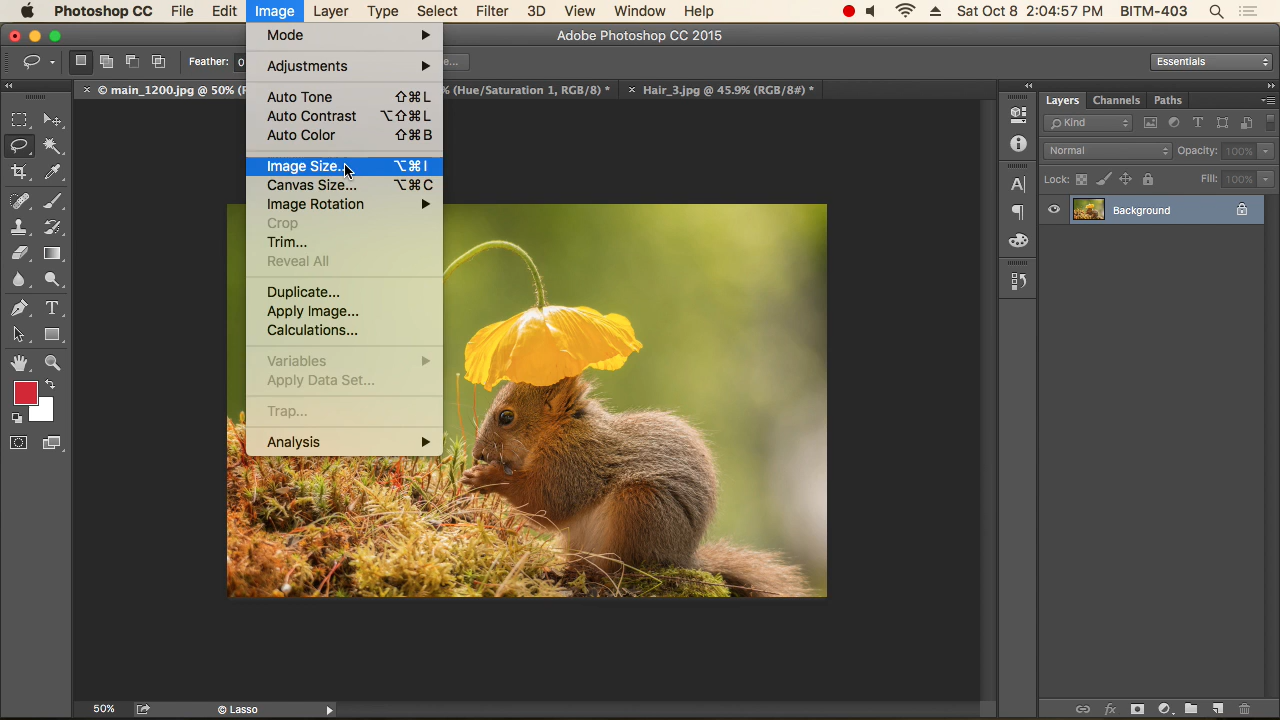 Photoshop CC File Edit Image Layer Type Select Filter 3D View Window Help Sat Oct 8 2:04:57 PM BITM-403
Adobe Photoshop CC 2015
Feather: 0
Essentials
© main_1200.jpg @ 50% (Hue/Saturation 1, RGB/8) * Hair_3.jpg @ 45.9% (RGB/8#) *
Mode
Adjustments
Auto Tone ⇧⌘L
Auto Contrast ⌥⇧⌘L
Auto Color ⇧⌘B
Image Size... ⌥⌘I
Canvas Size... ⌥⌘C
Image Rotation
Crop
Trim...
Reveal All
Duplicate...
Apply Image...
Calculations...
Variables
Apply Data Set...
Trap...
Analysis
Layers Channels Paths
Kind
Normal Opacity: 100%
Lock: Fill: 100%
Background
50% © Lasso